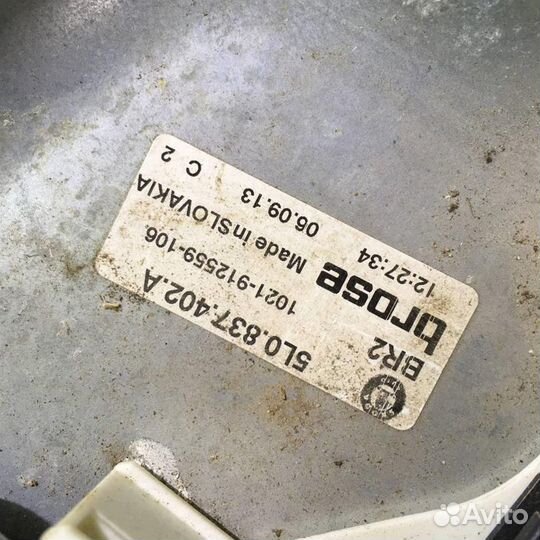 5L0.837.402.A
BR2
1021-912559-106
brose
Made in SLOVAKIA
12:27:34
06.09.13
C 2
Avito